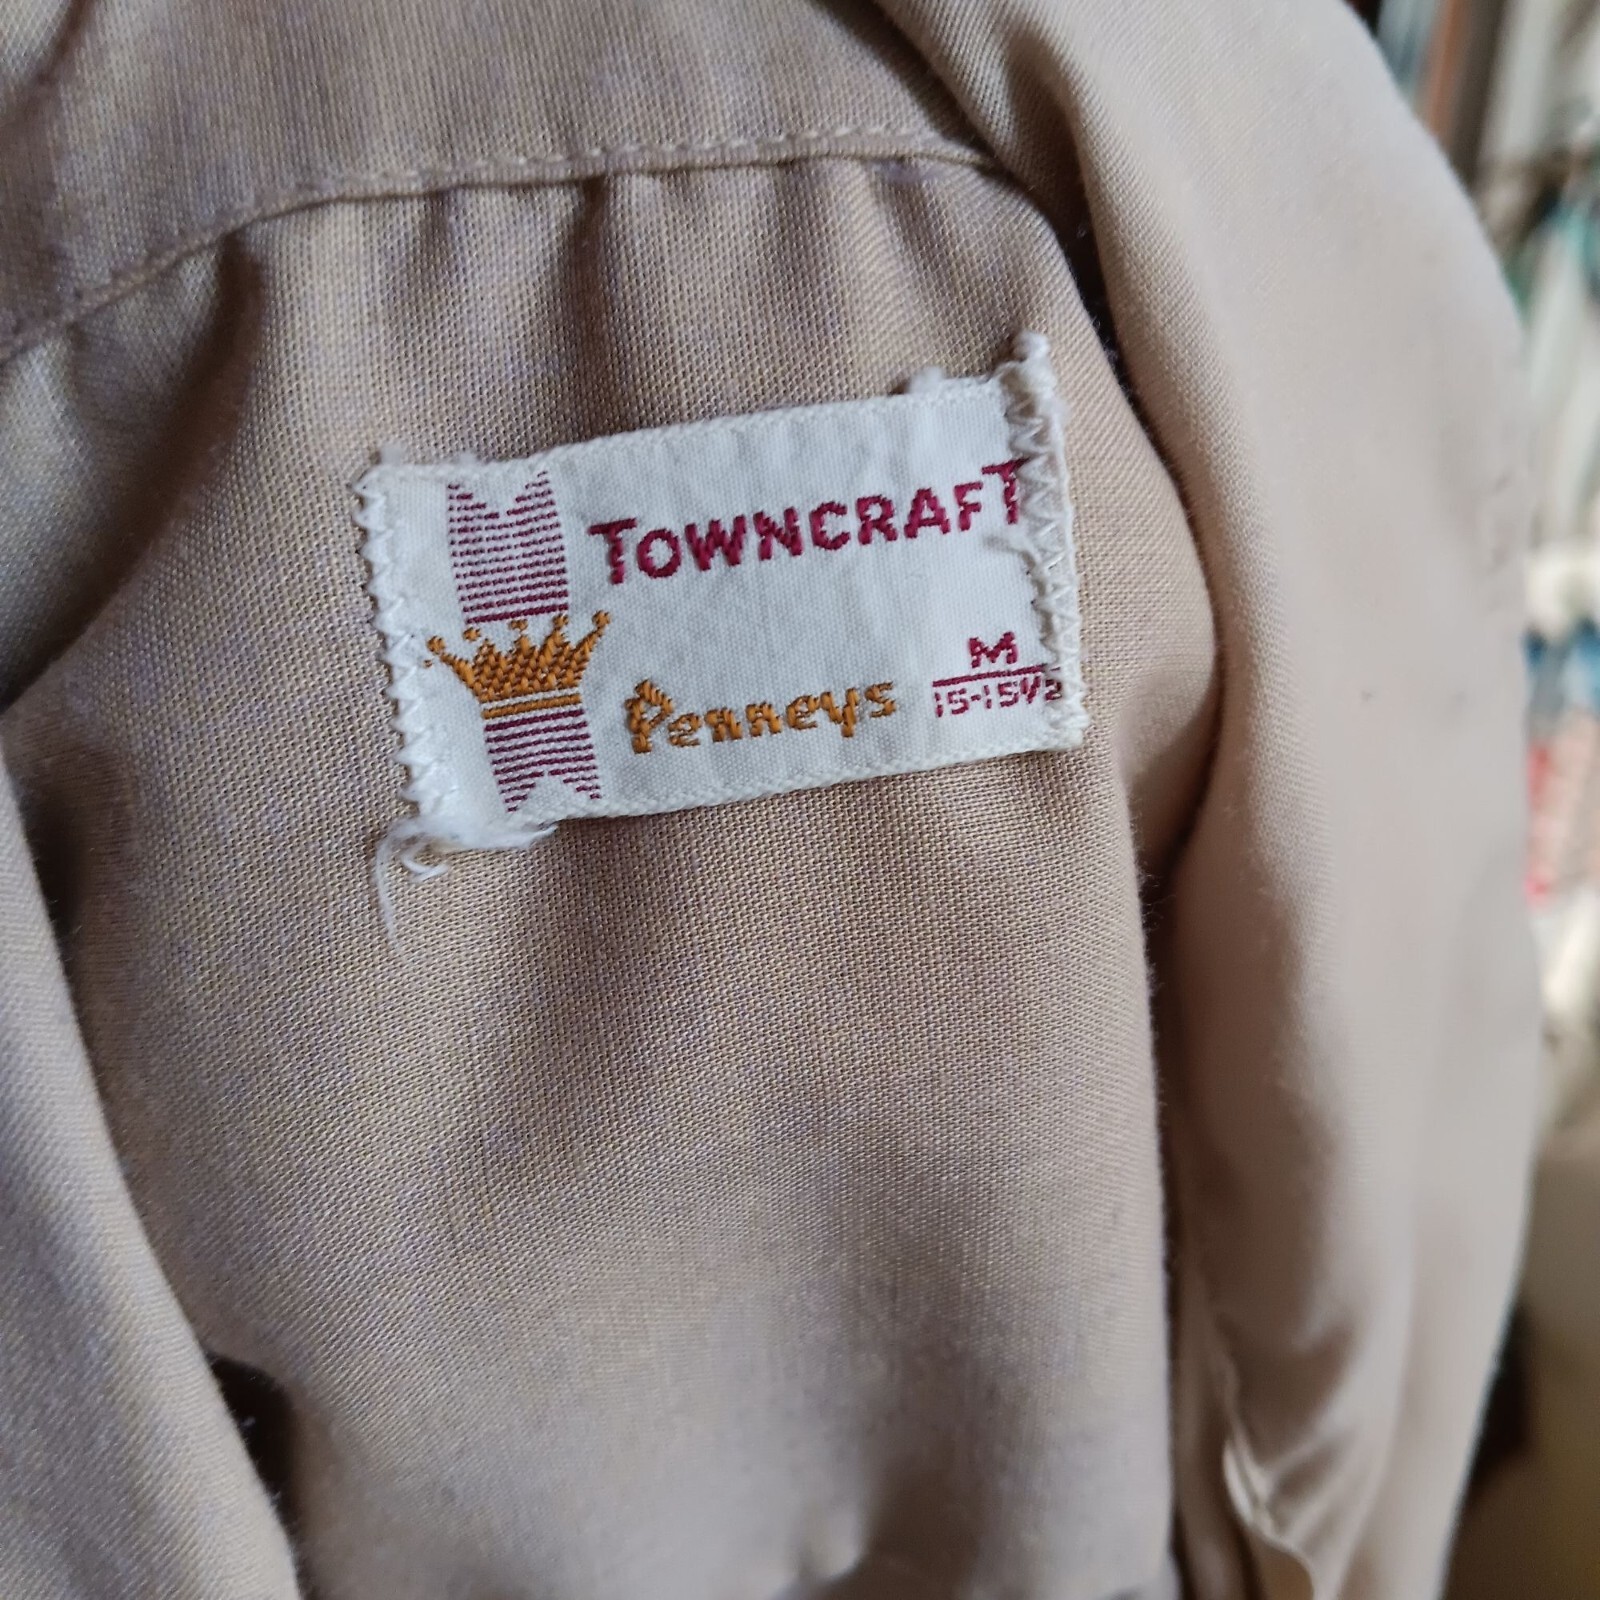 TOWNCRAFT
Penneys
M
15-15½